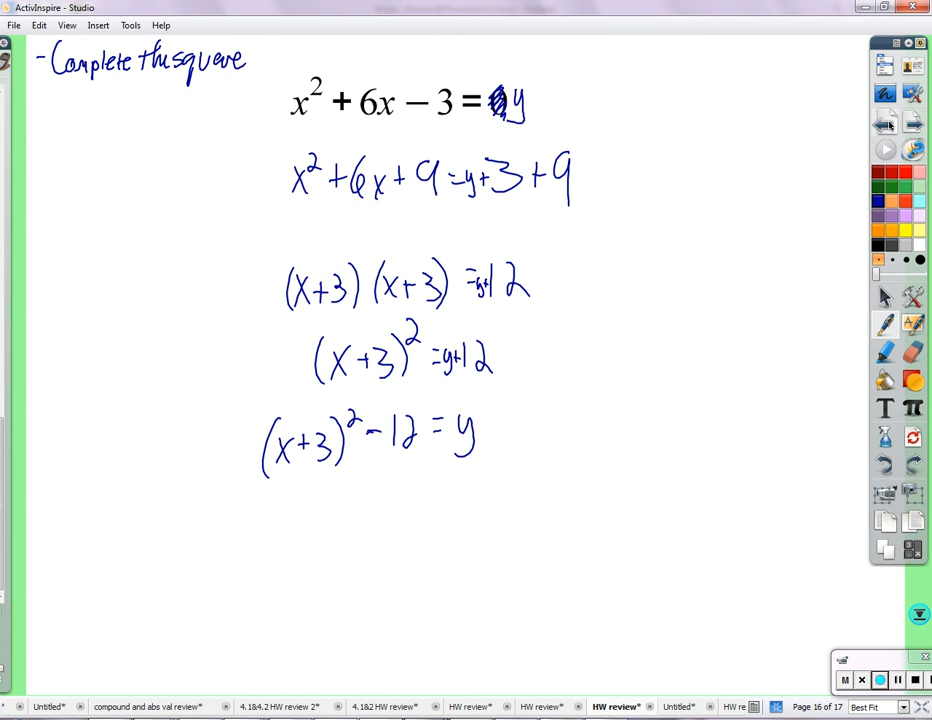 ActivInspire - Studio
File Edit View Insert Tools Help
-Complete the square
x² + 6x − 3 = y
x² + 6x + 9 = y + 3 + 9
(x+3) (x+3) = y+12
(x+3)² = y+12
(x+3)² - 12 = y
M
Untitled* compound and abs val review* 4.1&4.2 HW review 2* 4.1&2 HW review* HW review* HW review* HW review* Untitled* HW re Page 16 of 17 Best Fit